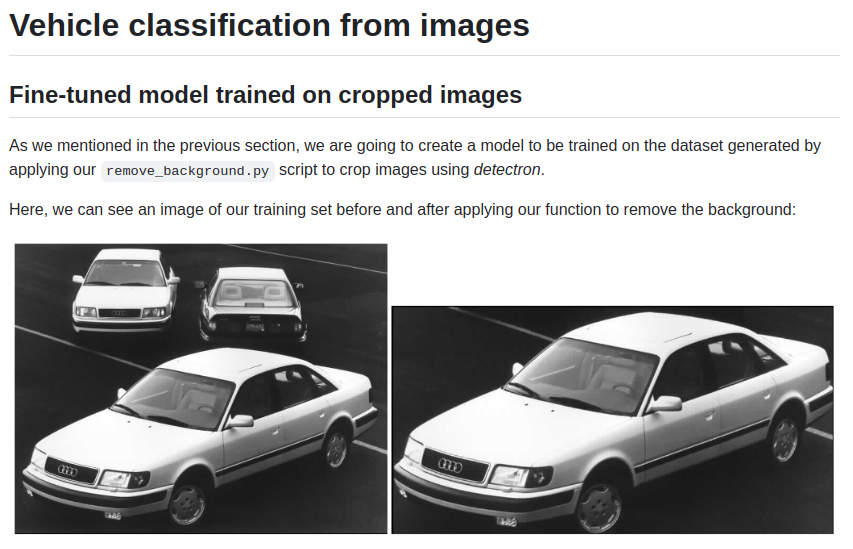 Vehicle classification from images
Fine-tuned model trained on cropped images
As we mentioned in the previous section, we are going to create a model to be trained on the dataset generated by
applying our remove_background.py script to crop images using detectron.
Here, we can see an image of our training set before and after applying our function to remove the background: